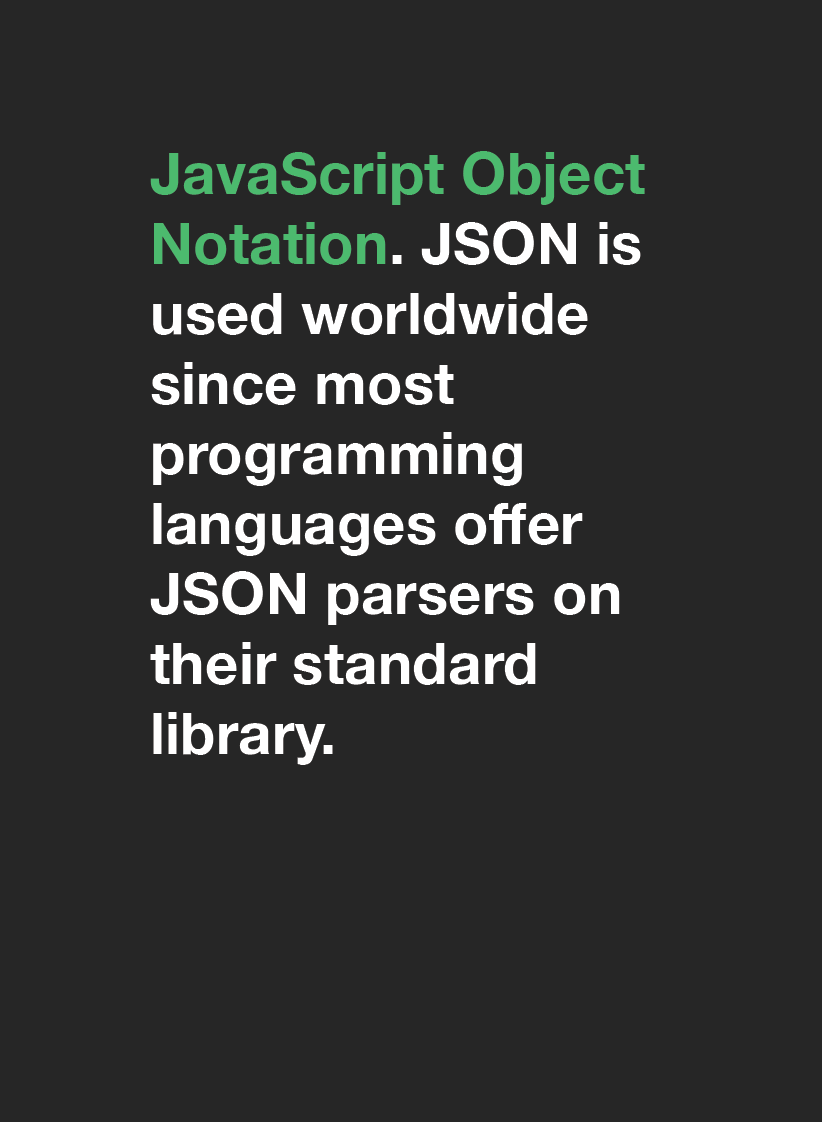 JavaScript Object
Notation. JSON is
used worldwide
since most
programming
languages offer
JSON parsers on
their standard
library.